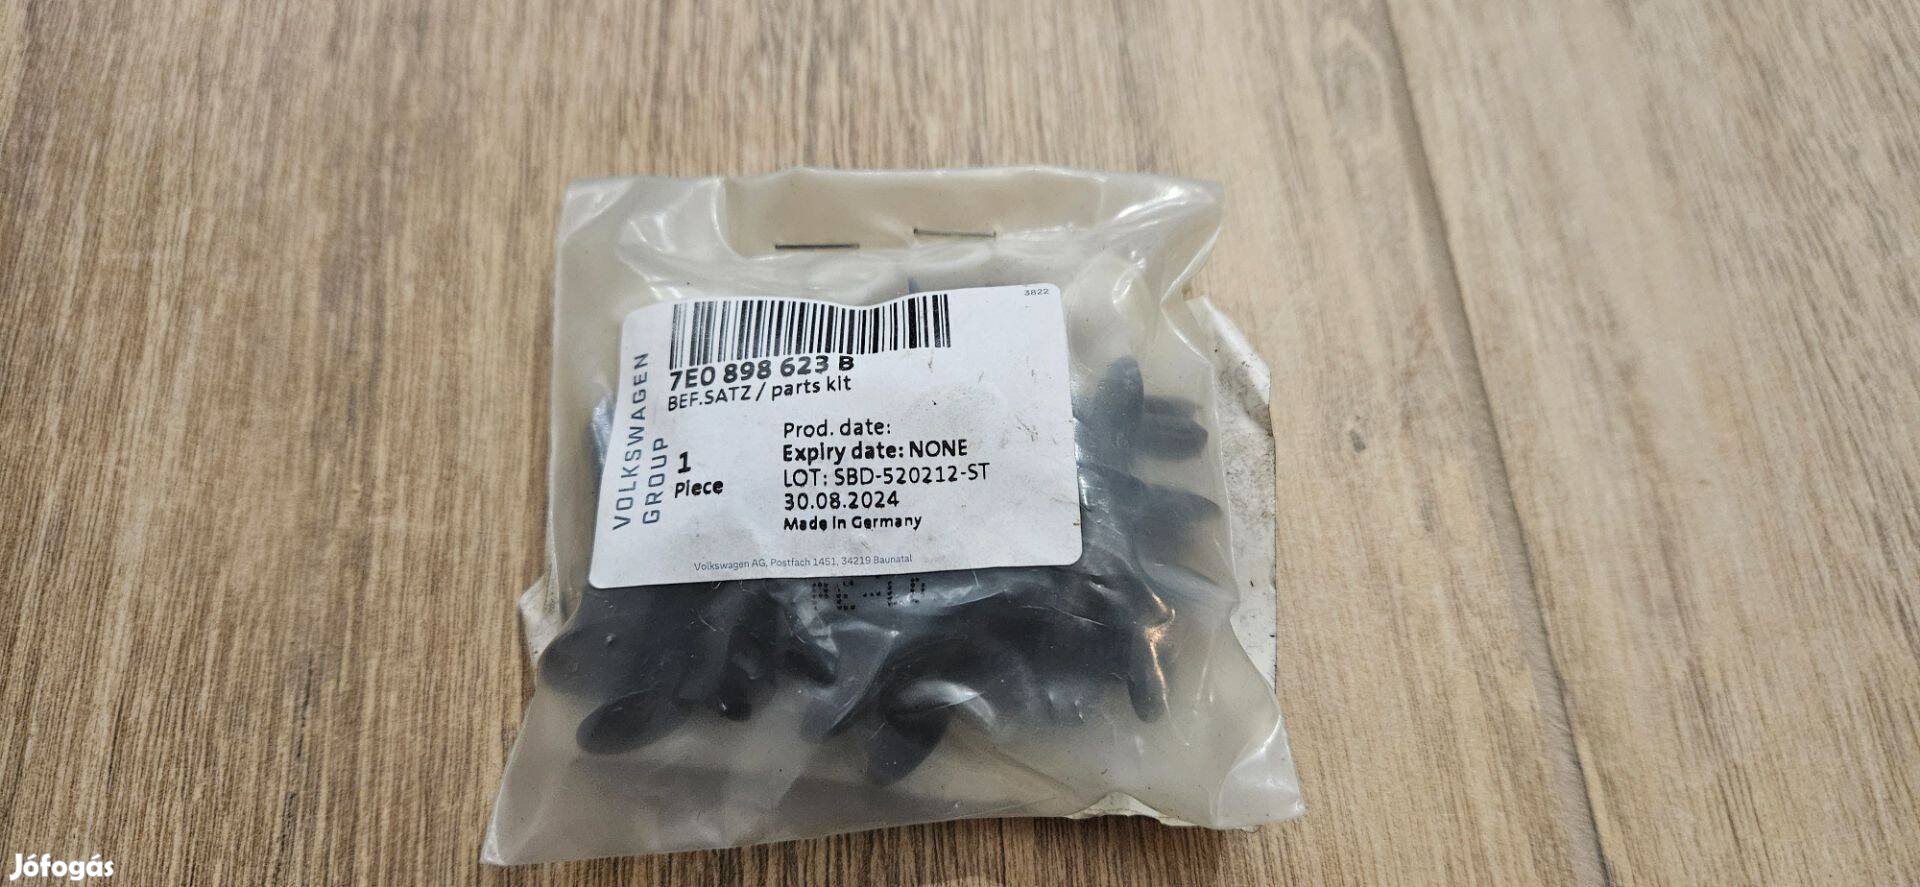 3822
7E0 898 623 B
BEF.SATZ / parts kit
VOLKSWAGEN
GROUP
1
Piece
Prod. date:
Expiry date: NONE
LOT: SBD-520212-ST
30.08.2024
Made in Germany
Volkswagen AG, Postfach 1451, 34219 Baunatal
Jófogás